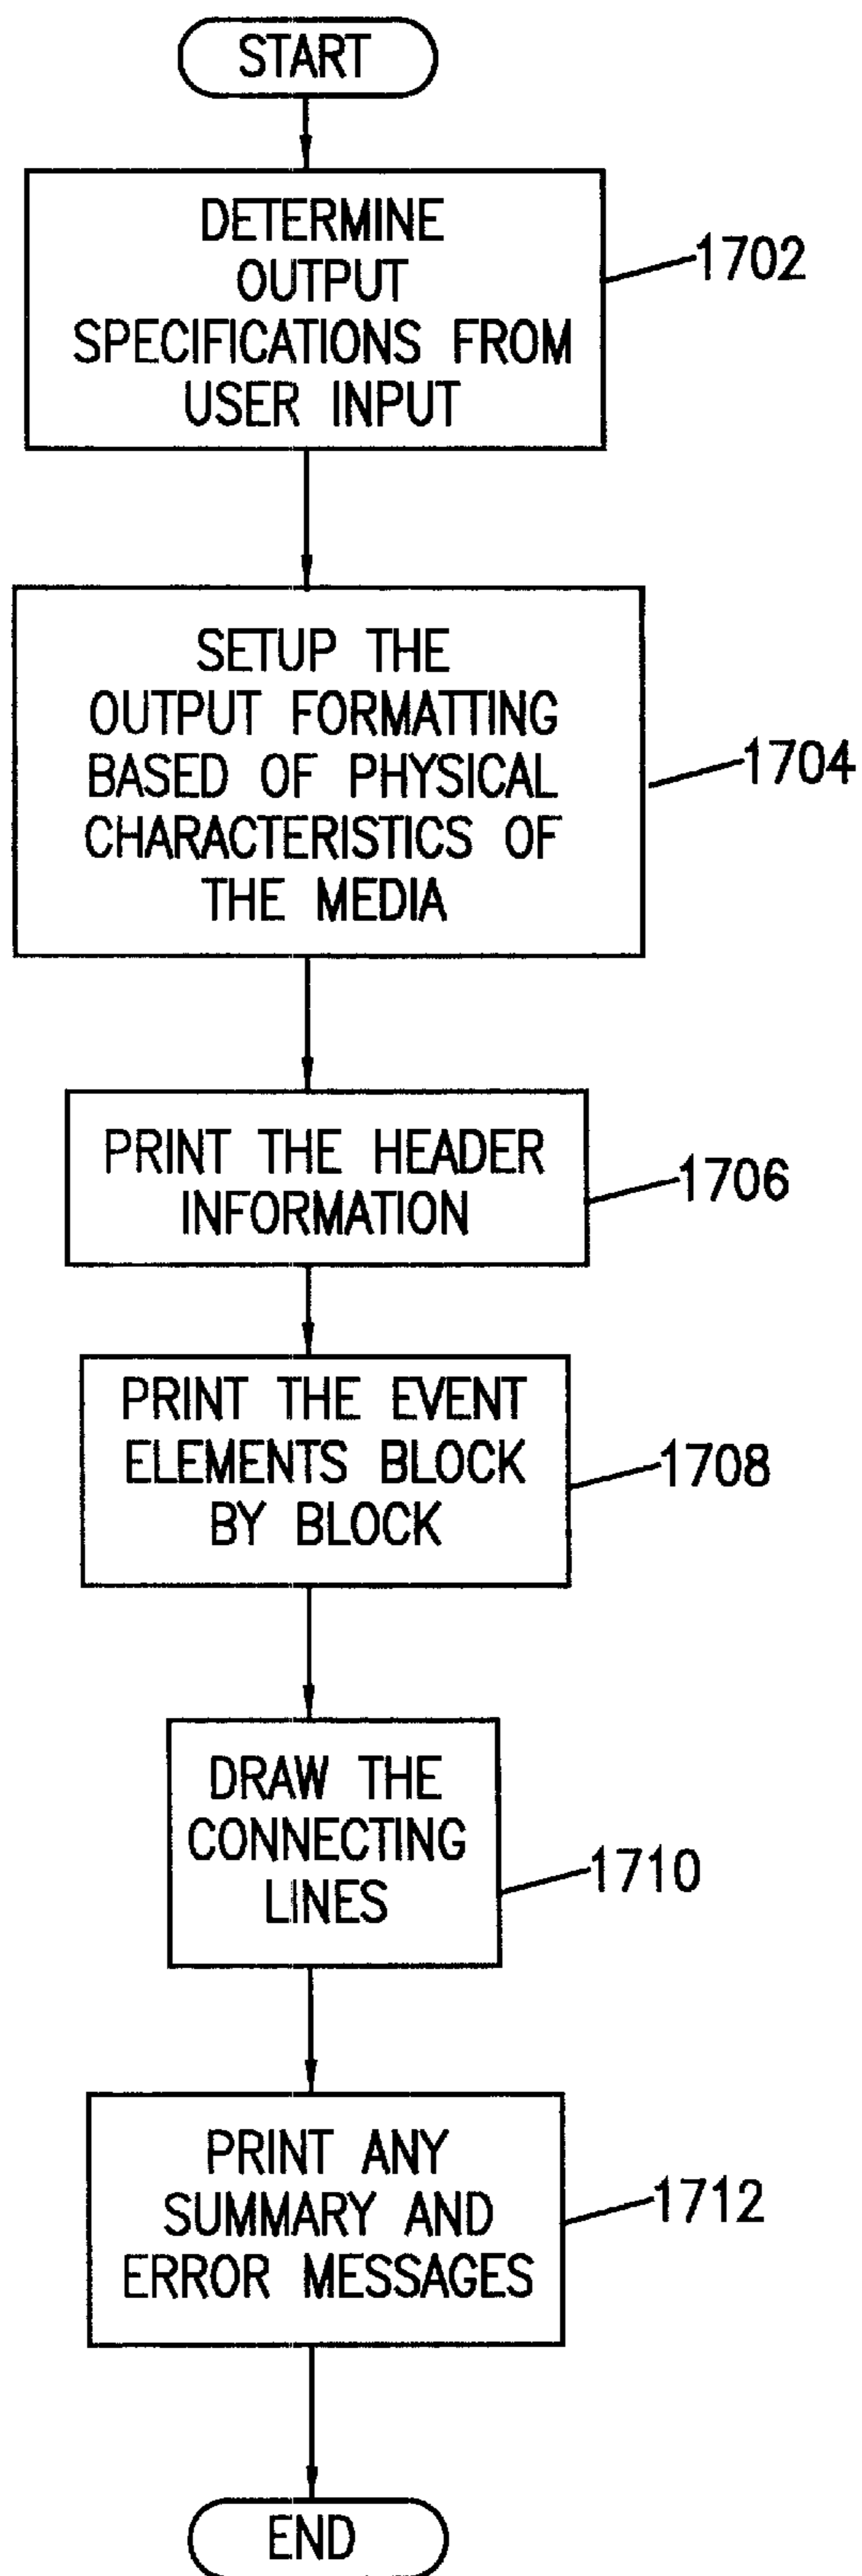 START
DETERMINE
OUTPUT
SPECIFICATIONS FROM
USER INPUT
1702
SETUP THE
OUTPUT FORMATTING
BASED OF PHYSICAL
CHARACTERISTICS OF
THE MEDIA
1704
PRINT THE HEADER
INFORMATION
1706
PRINT THE EVENT
ELEMENTS BLOCK
BY BLOCK
1708
DRAW THE
CONNECTING
LINES
1710
PRINT ANY
SUMMARY AND
ERROR MESSAGES
1712
END